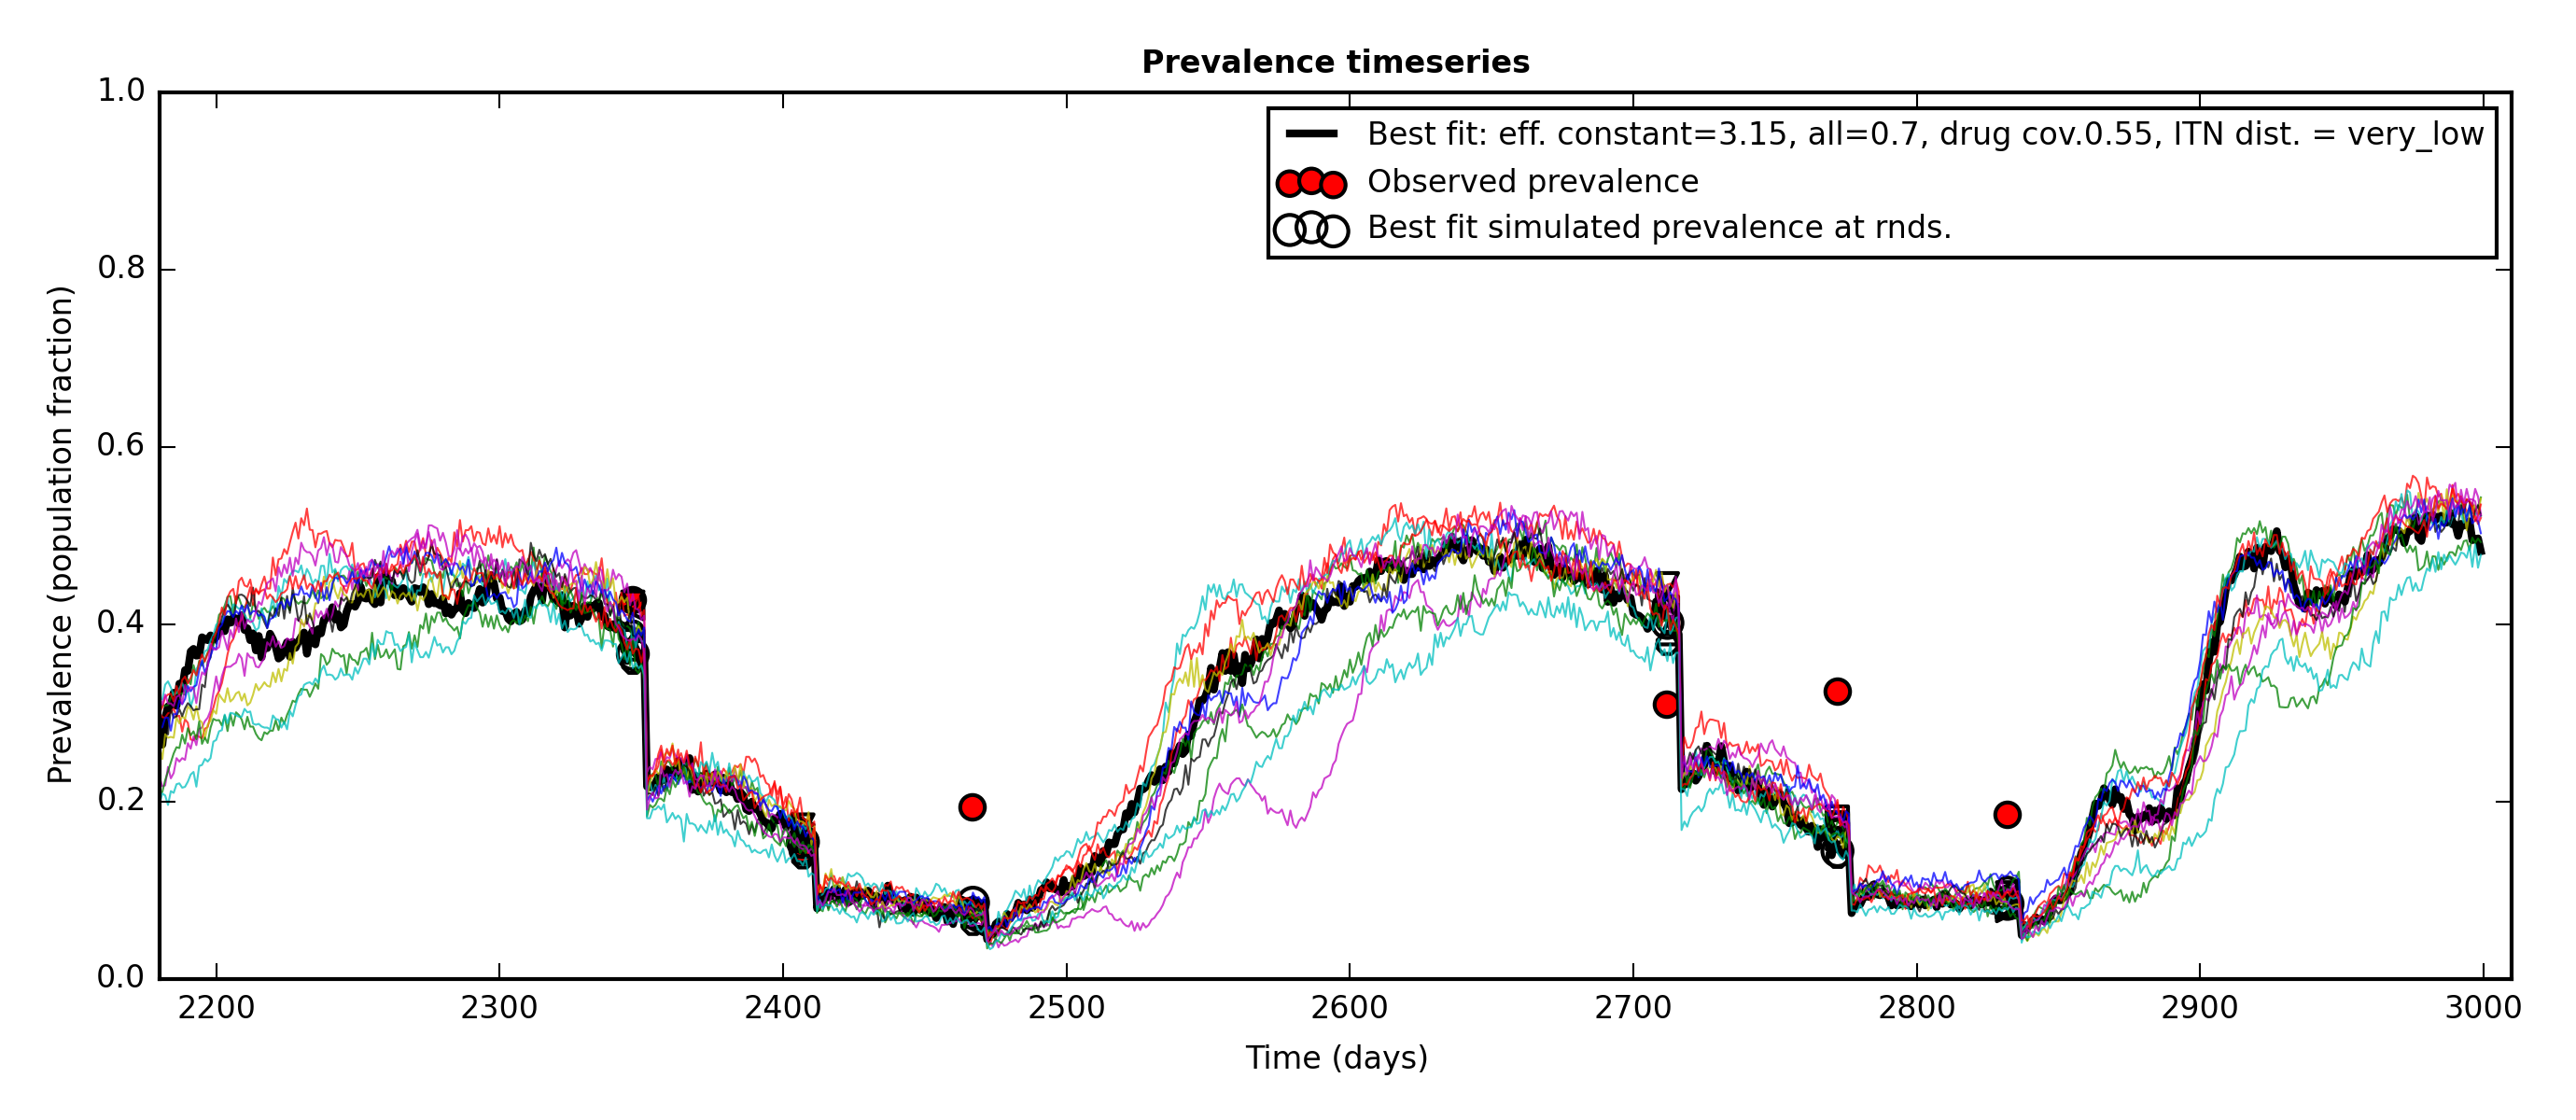 Prevalence timeseries
1.0
0.8
0.6
0.4
0.2
0.0
Prevalence (population fraction)
Best fit: eff. constant=3.15, all=0.7, drug cov.0.55, ITN dist. = very_low
Observed prevalence
Best fit simulated prevalence at rnds.
2200 2300 2400 2500 2600 2700 2800 2900 3000
Time (days)